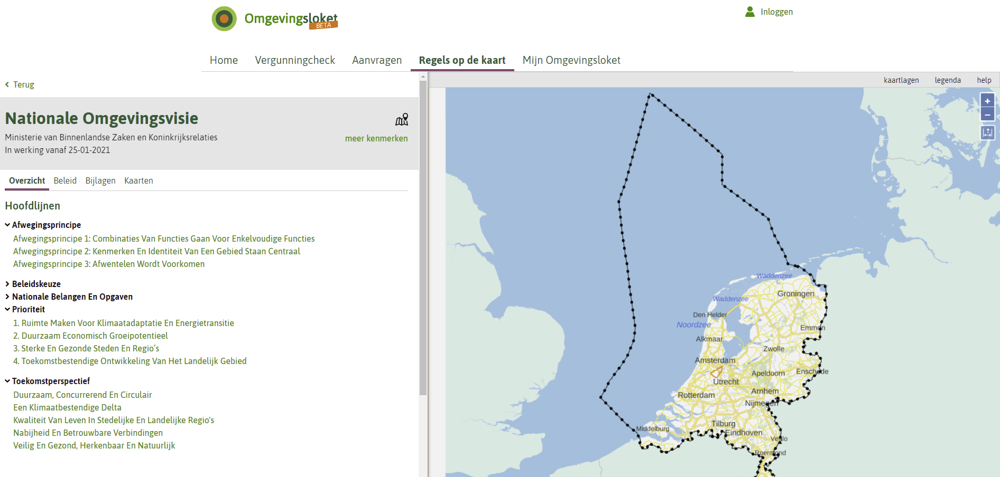 Omgevingsloket
BETA
Inloggen
Home Vergunningcheck Aanvragen Regels op de kaart Mijn Omgevingsloket
Terug
Nationale Omgevingsvisie
Ministerie van Binnenlandse Zaken en Koninkrijksrelaties
meer kenmerken
In werking vanaf 25-01-2021
Overzicht Beleid Bijlagen Kaarten
Hoofdlijnen
Afwegingsprincipe
Afwegingsprincipe 1: Combinaties Van Functies Gaan Voor Enkelvoudige Functies
Afwegingsprincipe 2: Kenmerken En Identiteit Van Een Gebied Staan Centraal
Afwegingsprincipe 3: Afwentelen Wordt Voorkomen
Beleidskeuze
Nationale Belangen En Opgaven
Prioriteit
1. Ruimte Maken Voor Klimaatadaptatie En Energietransitie
2. Duurzaam Economisch Groeipotentieel
3. Sterke En Gezonde Steden En Regio’s
4. Toekomstbestendige Ontwikkeling Van Het Landelijk Gebied
Toekomstperspectief
Duurzaam, Concurrerend En Circulair
Een Klimaatbestendige Delta
Kwaliteit Van Leven In Stedelijke En Landelijke Regio's
Nabijheid En Betrouwbare Verbindingen
Veilig En Gezond, Herkenbaar En Natuurlijk
kaartlagen legenda help
+
−
?
Waddenzee
Groningen
Waddenzee
Den Helder
Noordzee
Emmen
Alkmaar
Zwolle
Amsterdam
Apeldoorn
Enschede
Utrecht
Arnhem
Rotterdam
Nijmegen
Tilburg
Middelburg
Eindhoven
Venlo
Roermond